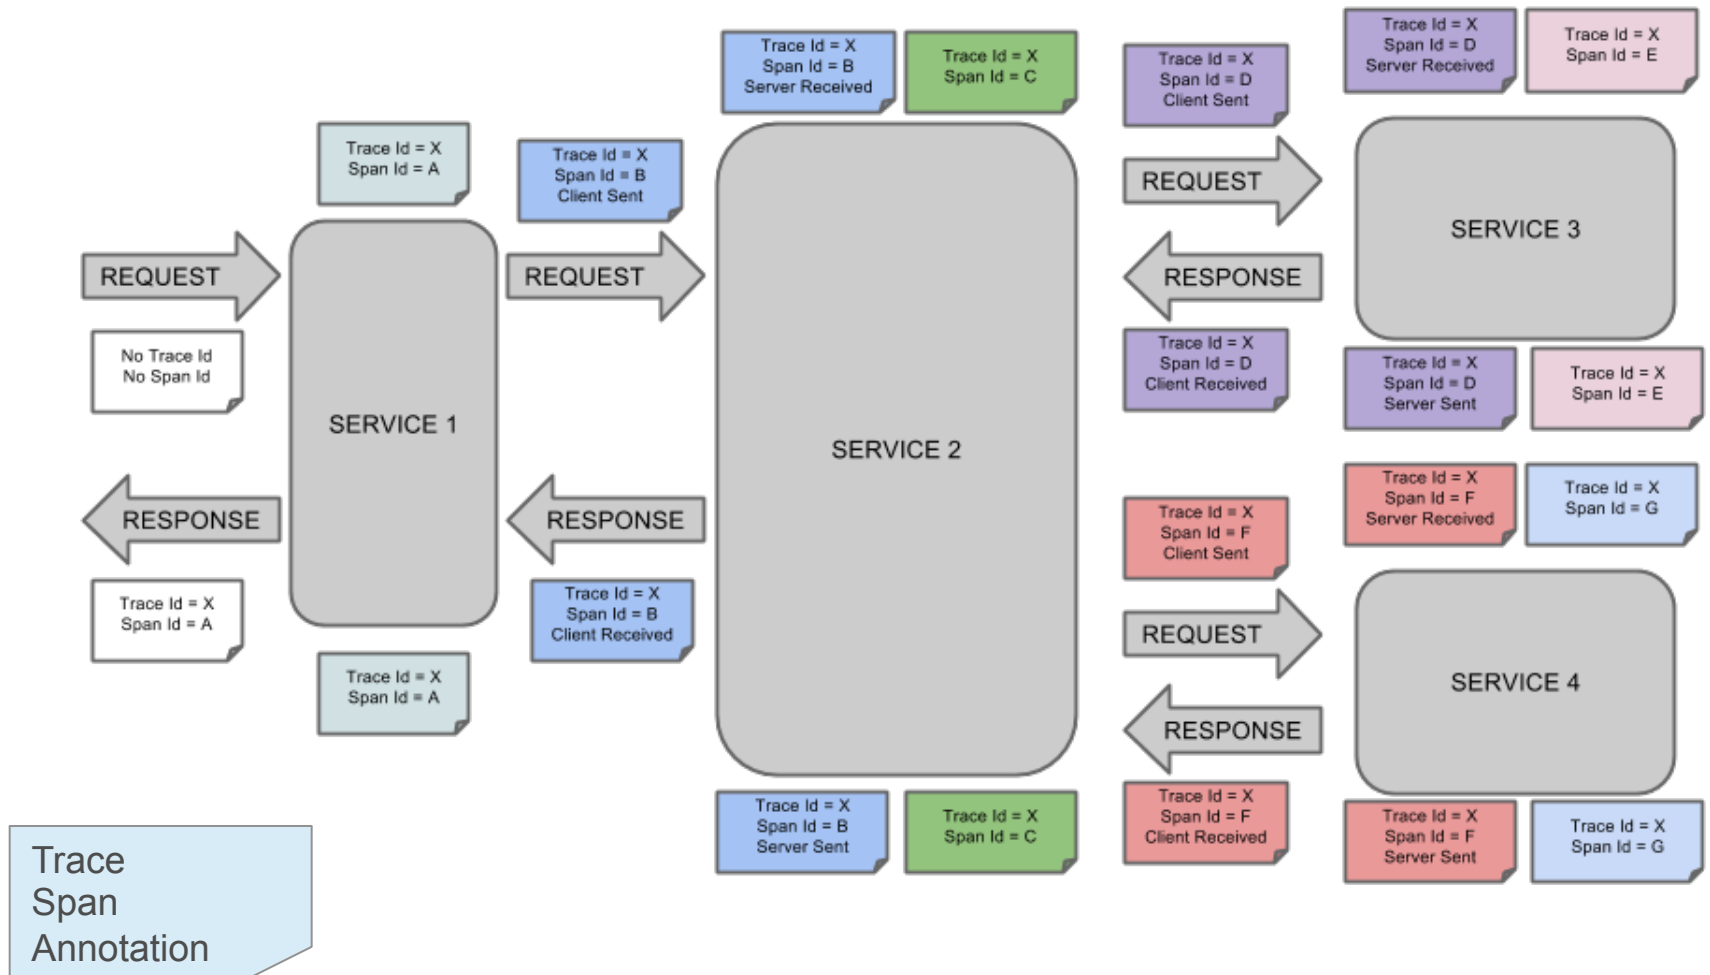 Trace Id = X
Span Id = B
Server Received
Trace Id = X
Span Id = C
Trace Id = X
Span Id = D
Client Sent
Trace Id = X
Span Id = D
Server Received
Trace Id = X
Span Id = E
Trace Id = X
Span Id = A
Trace Id = X
Span Id = B
Client Sent
REQUEST
SERVICE 3
REQUEST
REQUEST
RESPONSE
No Trace Id
No Span Id
Trace Id = X
Span Id = D
Client Received
Trace Id = X
Span Id = D
Server Sent
Trace Id = X
Span Id = E
SERVICE 1
SERVICE 2
RESPONSE
RESPONSE
Trace Id = X
Span Id = F
Client Sent
Trace Id = X
Span Id = F
Server Received
Trace Id = X
Span Id = G
Trace Id = X
Span Id = A
Trace Id = X
Span Id = B
Client Received
REQUEST
SERVICE 4
Trace Id = X
Span Id = A
RESPONSE
Trace Id = X
Span Id = B
Server Sent
Trace Id = X
Span Id = C
Trace Id = X
Span Id = F
Client Received
Trace Id = X
Span Id = F
Server Sent
Trace Id = X
Span Id = G
Trace
Span
Annotation